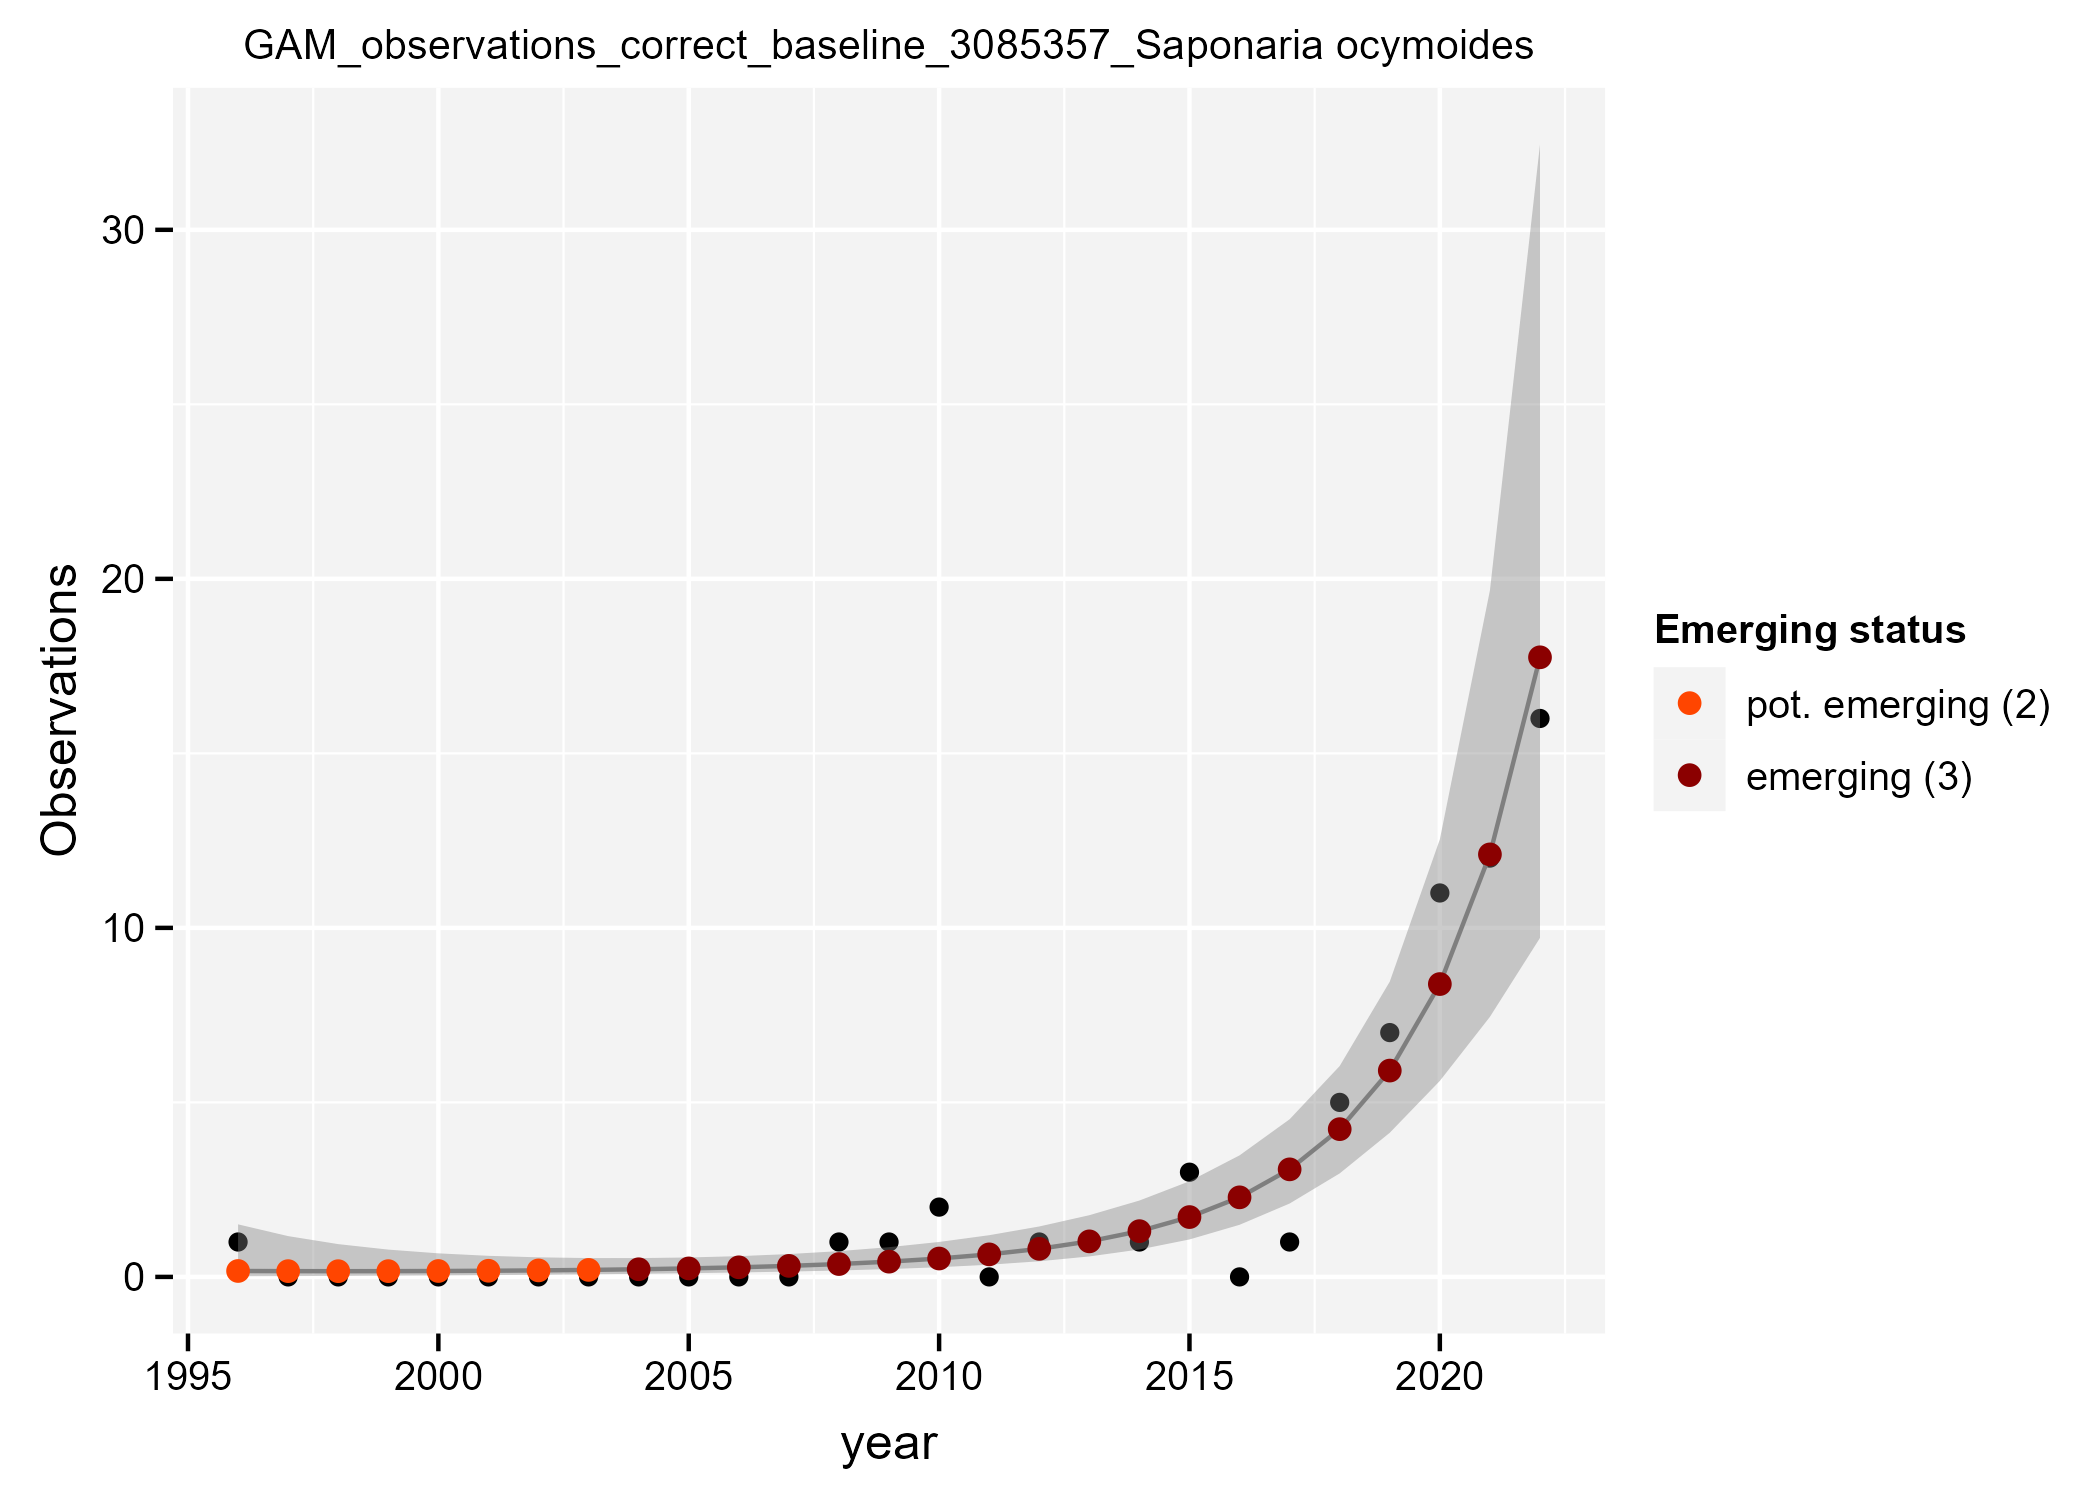 GAM_observations_correct_baseline_3085357_Saponaria ocymoides
Observations
30
20
10
0
1995 2000 2005 2010 2015 2020
year
Emerging status
pot. emerging (2)
emerging (3)